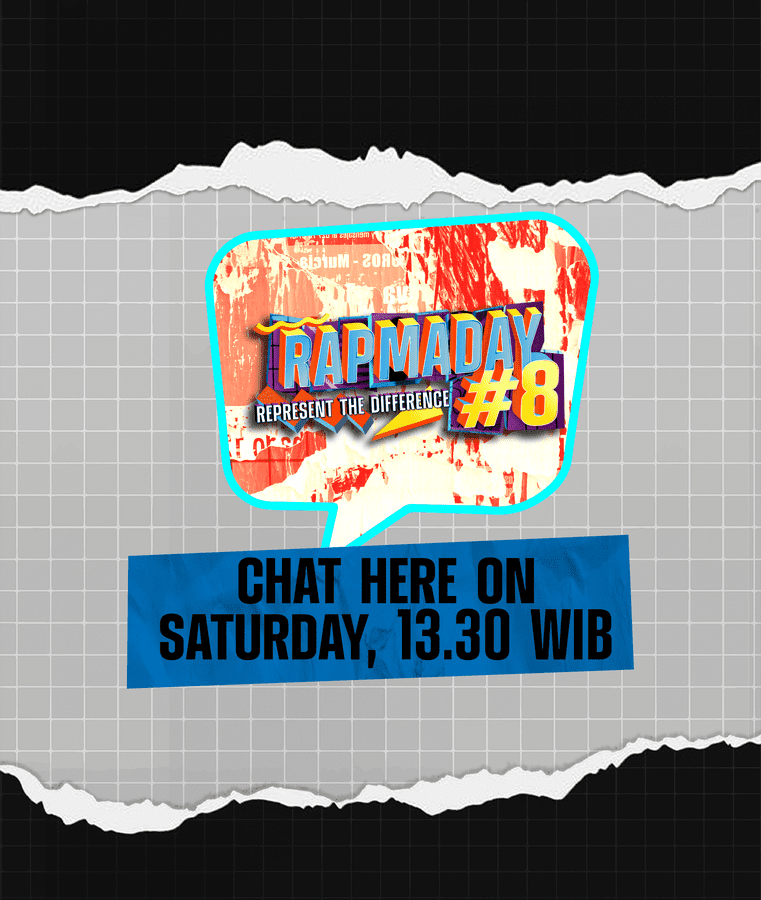 RAPMADAY
#8
REPRESENT THE DIFFERENCE
CHAT HERE ON
SATURDAY, 13.30 WIB